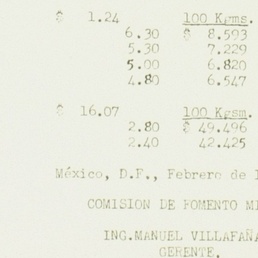 $ 1.24 100 Kgms.
6.30 $ 8.593
5.30 7.229
5.00 6.820
4.80 6.547
$ 16.07 100 Kgsm.
2.80 $ 49.496
2.40 42.425
México, D.F., Febrero de 1
COMISION DE FOMENTO MI
ING.MANUEL VILLAFAÑA
GERENTE.